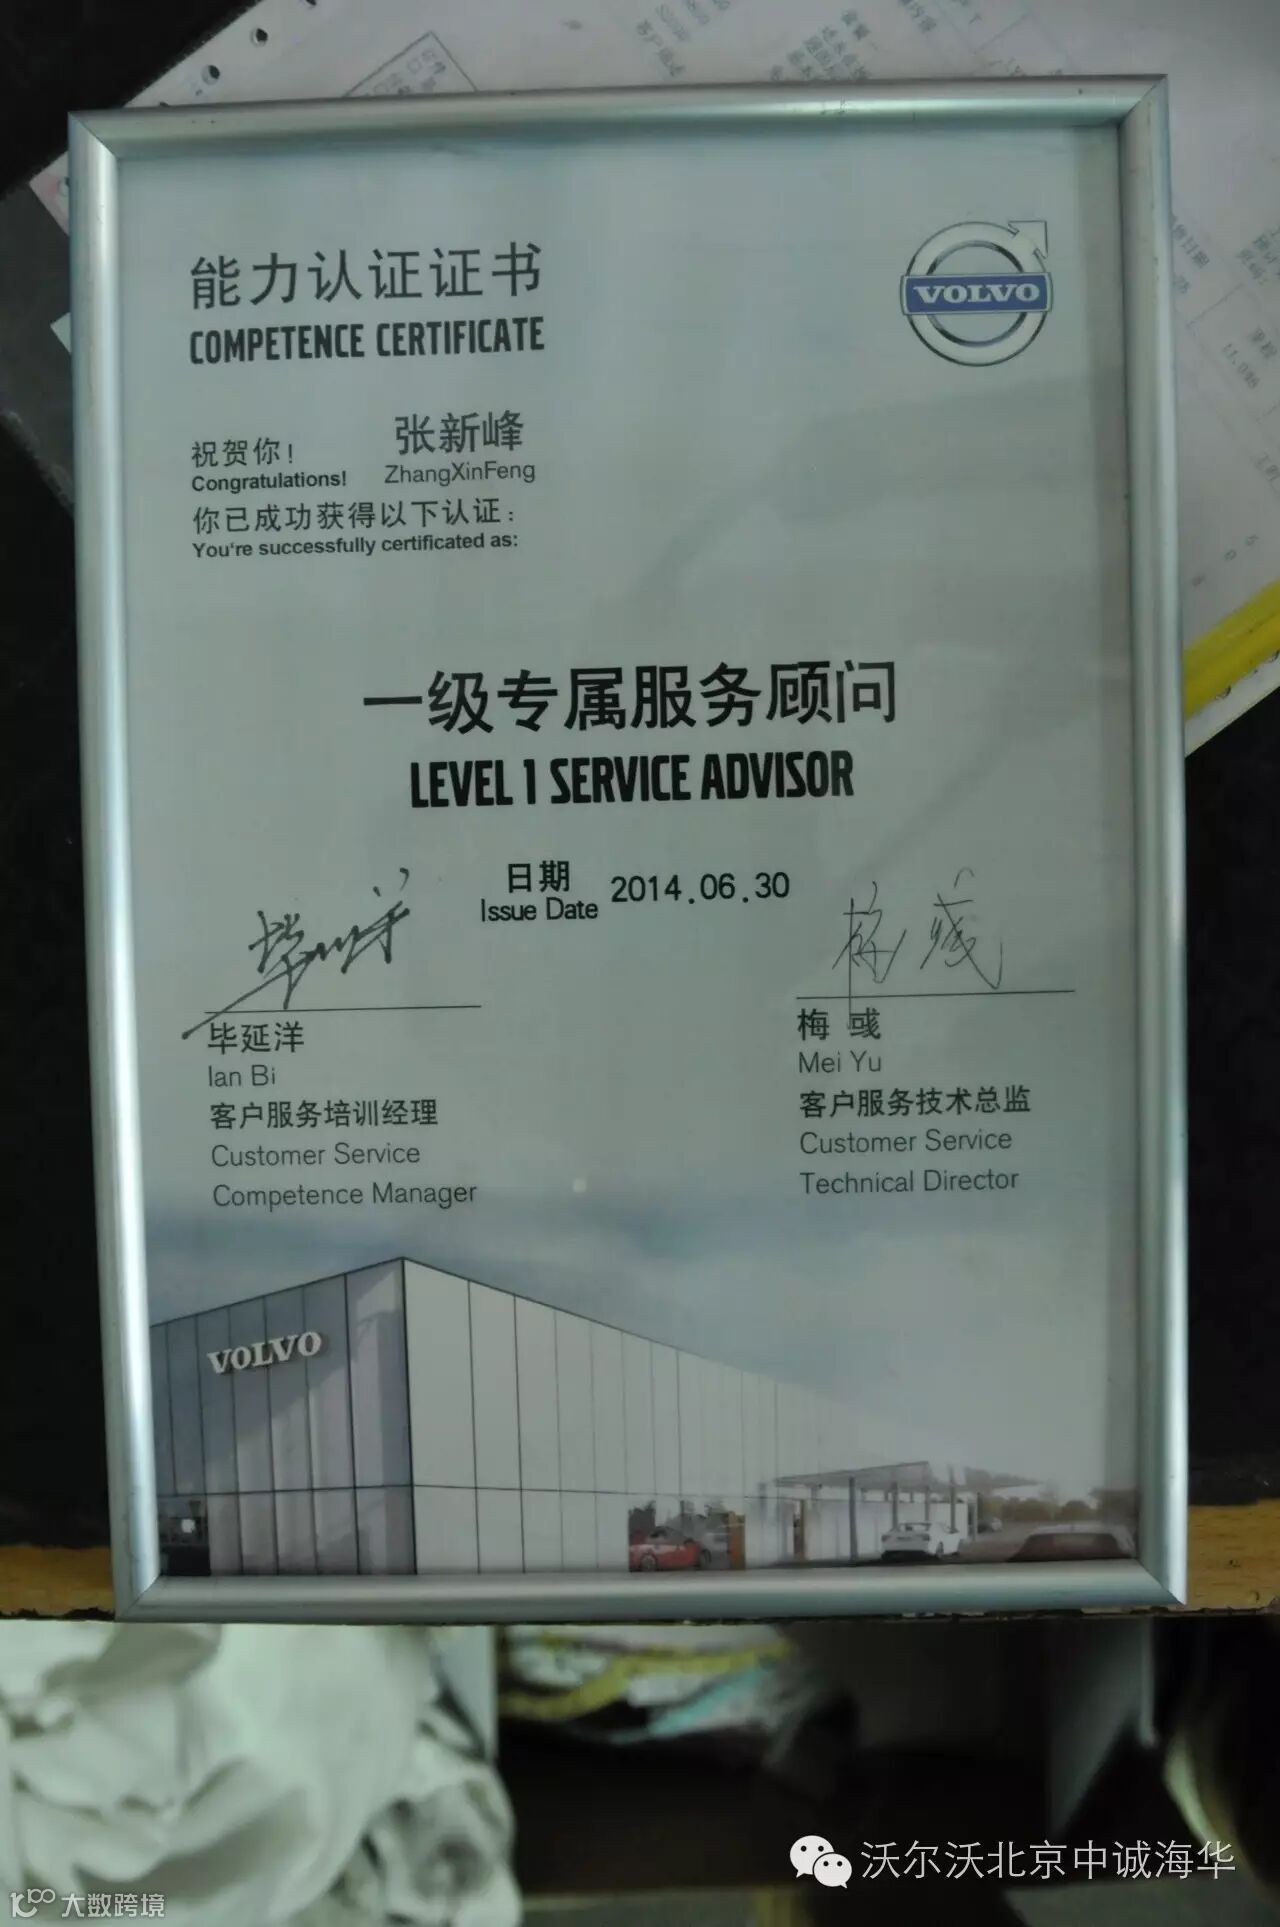 能力认证证书
COMPETENCE CERTIFICATE
VOLVO
祝贺你！ 张新峰
Congratulations! ZhangXinFeng
你已成功获得以下认证：
You're successfully certificated as:
一级专属服务顾问
LEVEL 1 SERVICE ADVISOR
日期
Issue Date 2014.06.30
毕延洋
Ian Bi
客户服务培训经理
Customer Service
Competence Manager
梅 彧
Mei Yu
客户服务技术总监
Customer Service
Technical Director
VOLVO
沃尔沃北京中诚海华
大数跨境